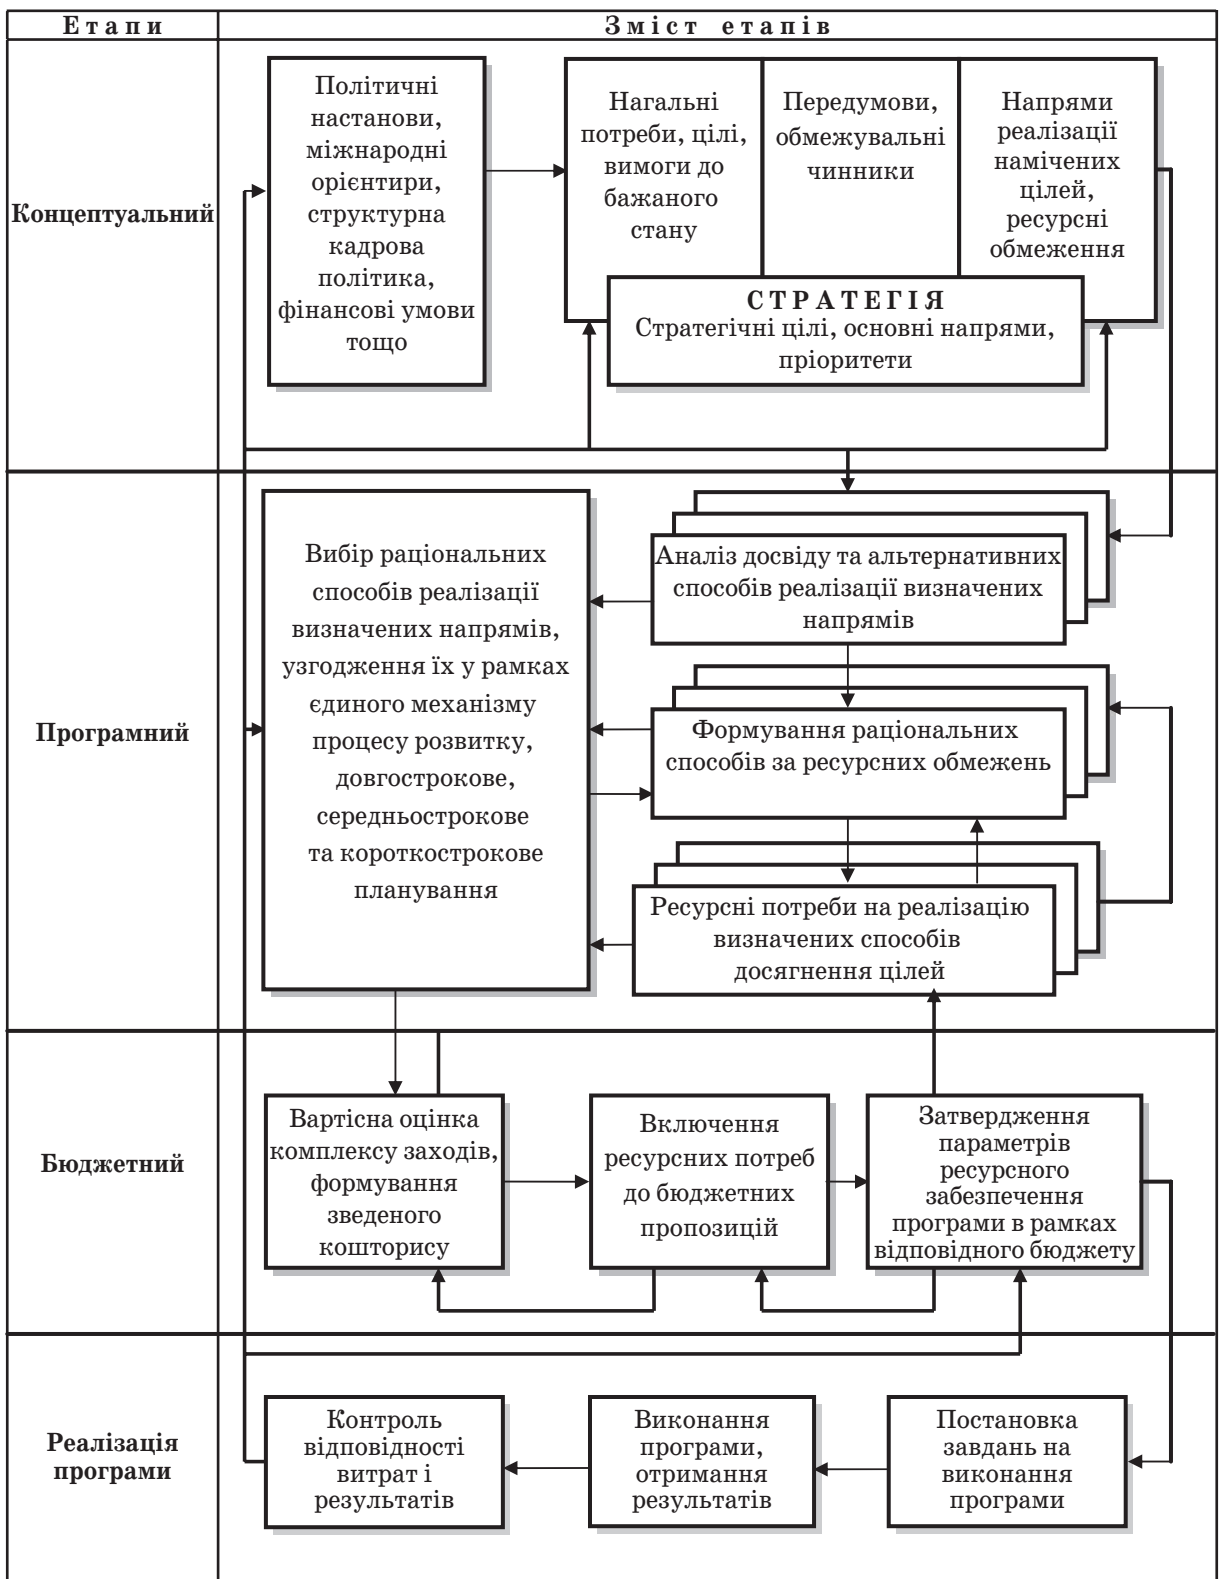 Етапи
Зміст етапів
Концептуальний
Політичні
настанови,
міжнародні
орієнтири,
структурна
кадрова
політика,
фінансові умови
тощо
Нагальні
потреби, цілі,
вимоги до
бажаного
стану
Передумови,
обмежувальні
чинники
Напрями
реалізації
намічених
цілей,
ресурсні
обмеження
СТРАТЕГІЯ
Стратегічні цілі, основні напрями,
пріоритети
Програмний
Вибір раціональних
способів реалізації
визначених напрямів,
узгодження їх у рамках
єдиного механізму
процесу розвитку,
довгострокове,
середньострокове
та короткострокове
планування
Аналіз досвіду та альтернативних
способів реалізації визначених
напрямів
Формування раціональних
способів за ресурсних обмежень
Ресурсні потреби на реалізацію
визначених способів
досягнення цілей
Бюджетний
Вартісна оцінка
комплексу заходів,
формування
зведеного
кошторису
Включення
ресурсних потреб
до бюджетних
пропозицій
Затвердження
параметрів
ресурсного
забезпечення
програми в рамках
відповідного бюджету
Реалізація
програми
Контроль
відповідності
витрат і
результатів
Виконання
програми,
отримання
результатів
Постановка
завдань на
виконання
програми